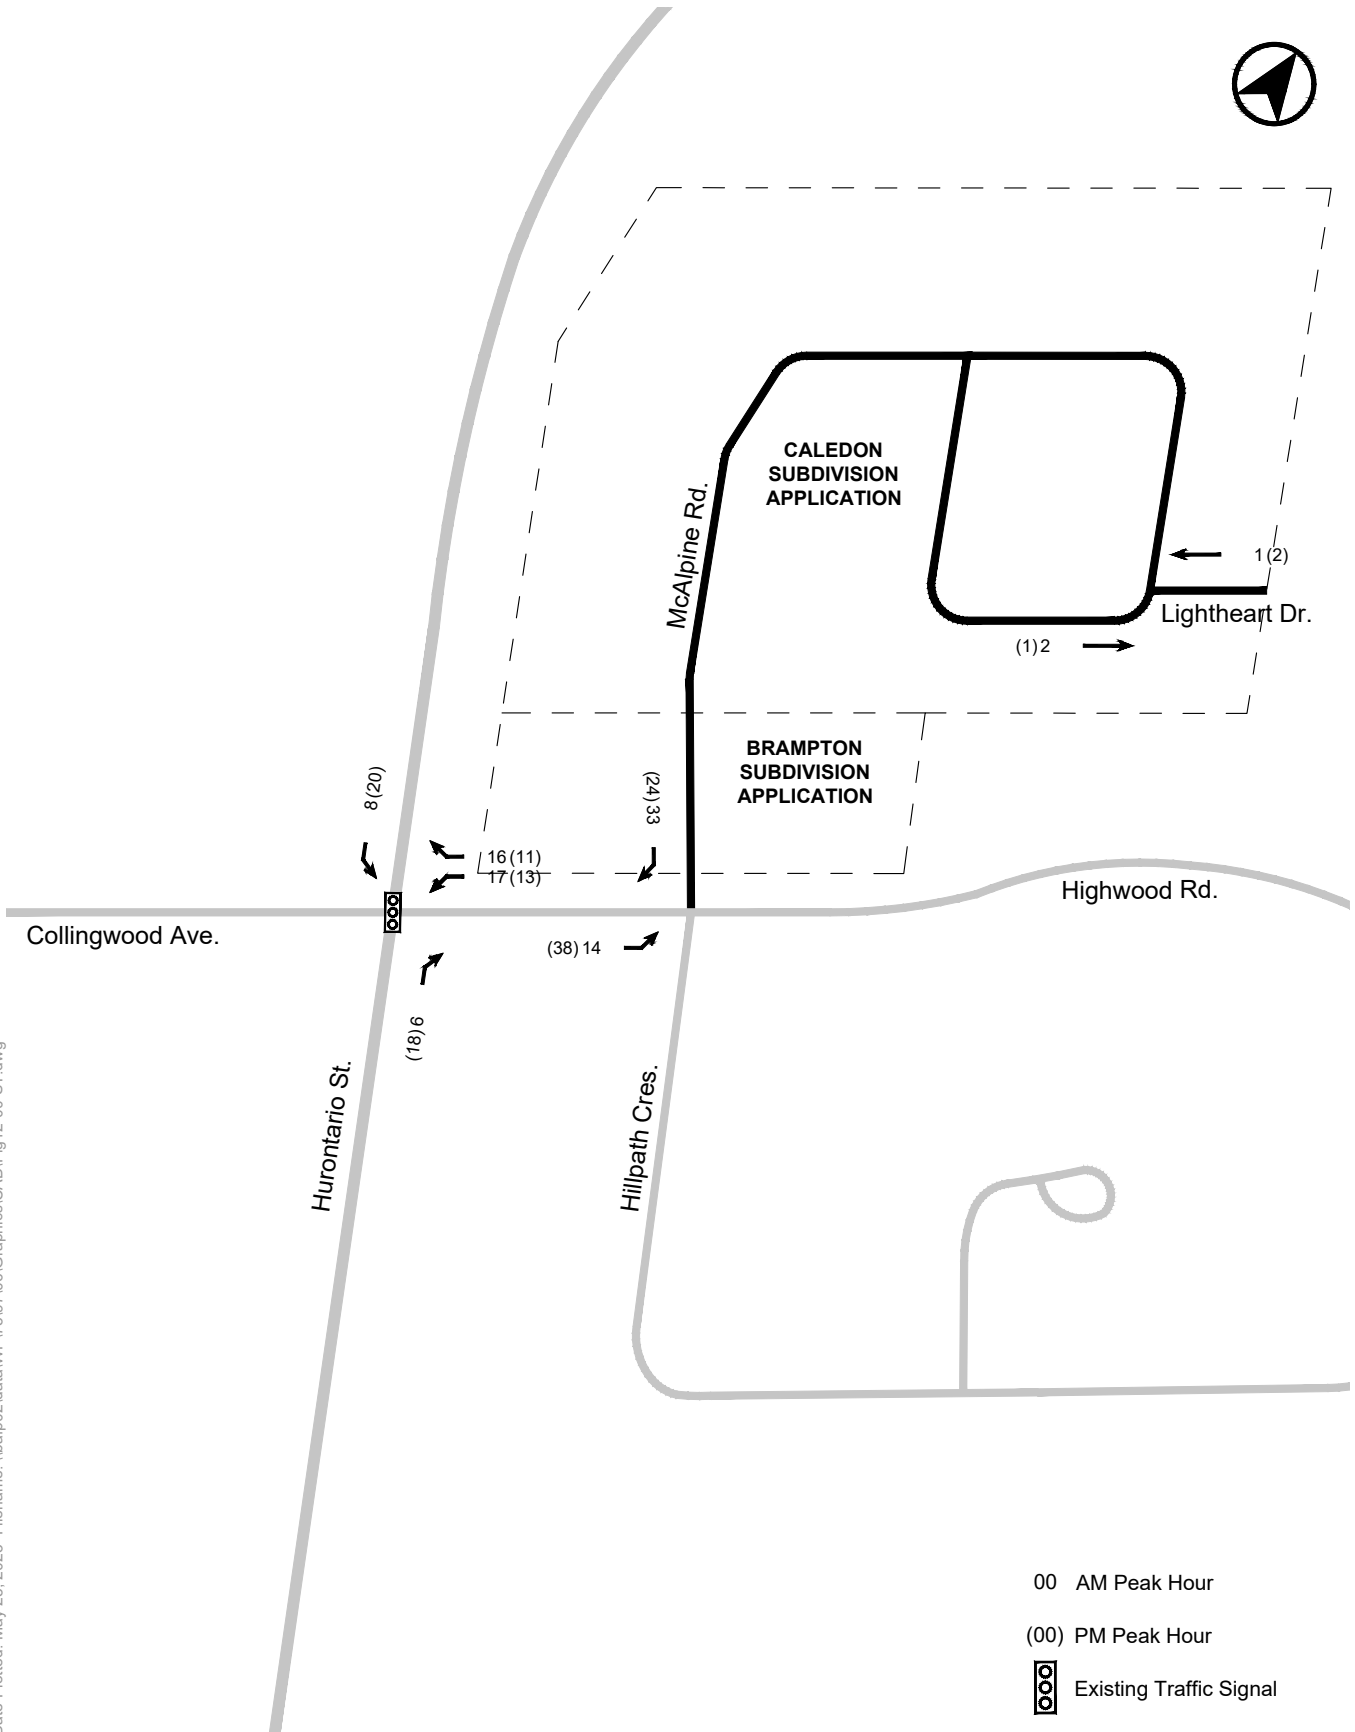 CALEDON
SUBDIVISION
APPLICATION
McAlpine Rd.
1(2)
Lightheart Dr.
(1)2
BRAMPTON
SUBDIVISION
APPLICATION
8(20)
(24)33
16(11)
17(13)
Highwood Rd.
Collingwood Ave.
(38)14
(18)6
Hurontario St.
Hillpath Cres.
00 AM Peak Hour
(00) PM Peak Hour
Existing Traffic Signal